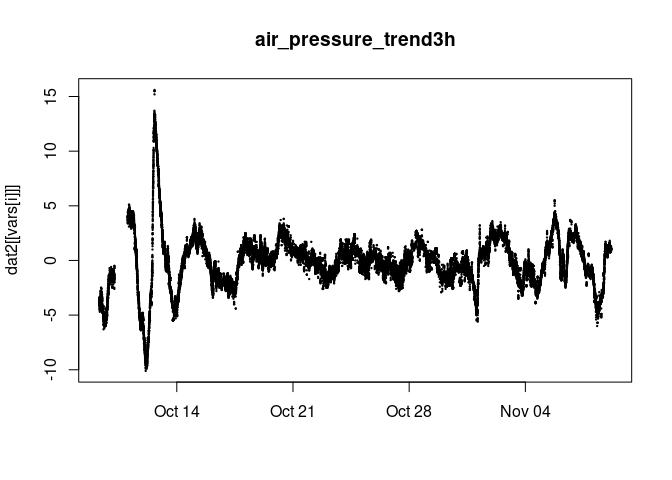 air_pressure_trend3h
dat2[[vars[i]]]
15
10
5
0
-5
-10
Oct 14
Oct 21
Oct 28
Nov 04